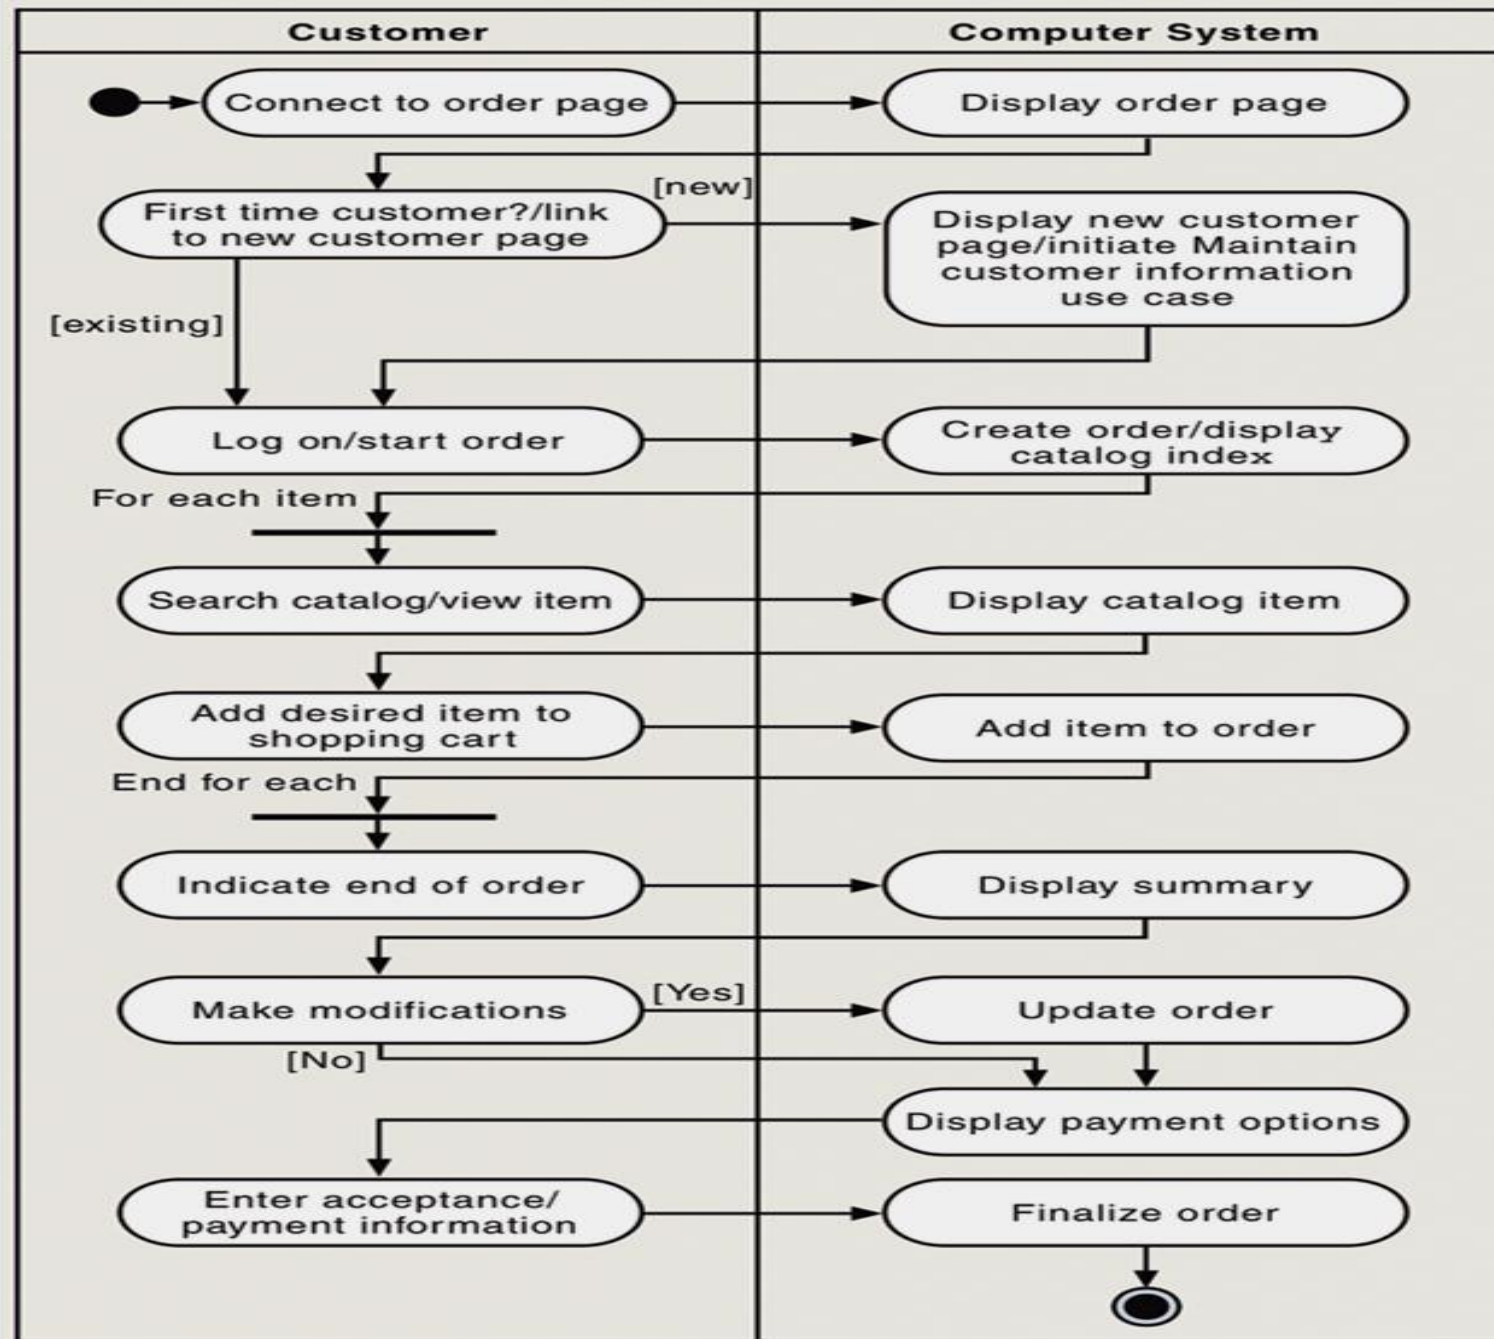 Customer
Computer System
Connect to order page
Display order page
First time customer?/link
to new customer page
[new]
Display new customer
page/initiate Maintain
customer information
use case
[existing]
Log on/start order
Create order/display
catalog index
For each item
Search catalog/view item
Display catalog item
Add desired item to
shopping cart
Add item to order
End for each
Indicate end of order
Display summary
Make modifications
[Yes]
Update order
[No]
Display payment options
Enter acceptance/
payment information
Finalize order